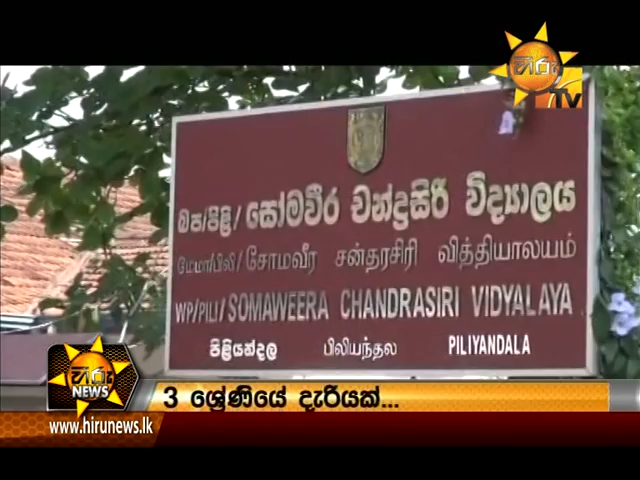 හිරු
TV
බප/පිළි/ සෝමවීර චන්ද්‍රසිරි විද්‍යාලය
மேமா/பிலி/ சோமவீர சன்தரசிரி வித்தியாலயம்
WP/PILI/ SOMAWEERA CHANDRASIRI VIDYALAYA
පිළියන්දල பிலியந்தல PILIYANDALA
හිරු
NEWS
3 ශ්‍රේණියේ දැරියක්...
www.hirunews.lk